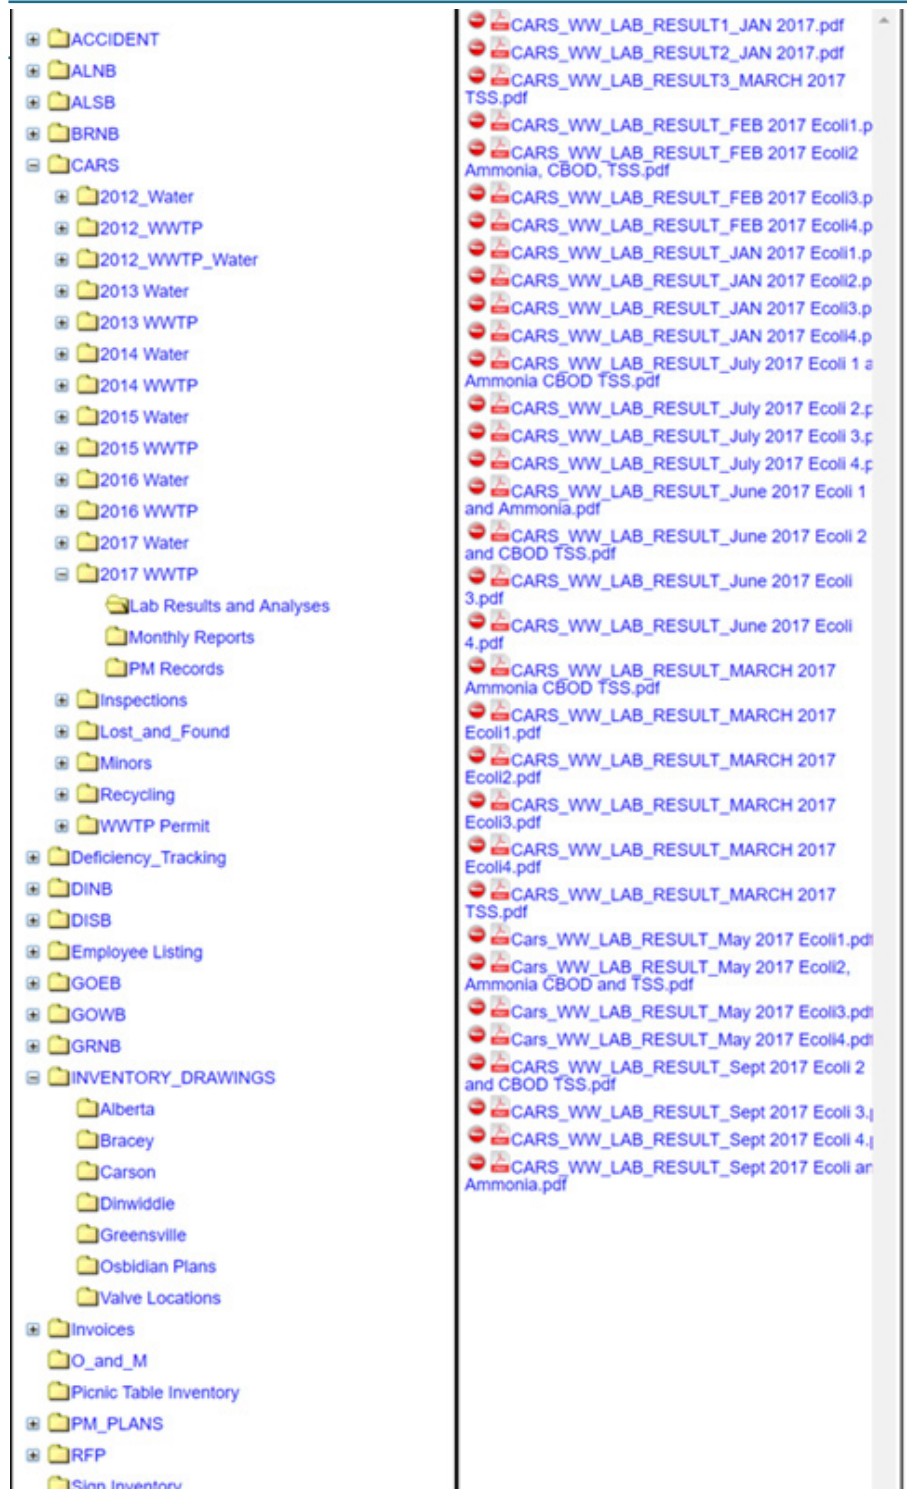 ACCIDENT
ALNB
ALSB
BRNB
CARS
2012_Water
2012_WWTP
2012_WWTP_Water
2013 Water
2013 WWTP
2014 Water
2014 WWTP
2015 Water
2015 WWTP
2016 Water
2016 WWTP
2017 Water
2017 WWTP
Lab Results and Analyses
Monthly Reports
PM Records
Inspections
Lost_and_Found
Minors
Recycling
WWTP Permit
Deficiency_Tracking
DINB
DISB
Employee Listing
GOEB
GOWB
GRNB
INVENTORY_DRAWINGS
Alberta
Bracey
Carson
Dinwiddie
Greensville
Osbidian Plans
Valve Locations
Invoices
O_and_M
Picnic Table Inventory
PM_PLANS
RFP
Sign Inventory
CARS_WW_LAB_RESULT1_JAN 2017.pdf
CARS_WW_LAB_RESULT2_JAN 2017.pdf
CARS_WW_LAB_RESULT3_MARCH 2017
TSS.pdf
CARS_WW_LAB_RESULT_FEB 2017 Ecoli1.p
CARS_WW_LAB_RESULT_FEB 2017 Ecoli2
Ammonia, CBOD, TSS.pdf
CARS_WW_LAB_RESULT_FEB 2017 Ecoli3.p
CARS_WW_LAB_RESULT_FEB 2017 Ecoli4.p
CARS_WW_LAB_RESULT_JAN 2017 Ecoli1.p
CARS_WW_LAB_RESULT_JAN 2017 Ecoli2.p
CARS_WW_LAB_RESULT_JAN 2017 Ecoli3.p
CARS_WW_LAB_RESULT_JAN 2017 Ecoli4.p
CARS_WW_LAB_RESULT_July 2017 Ecoli 1 a
Ammonia CBOD TSS.pdf
CARS_WW_LAB_RESULT_July 2017 Ecoli 2.p
CARS_WW_LAB_RESULT_July 2017 Ecoli 3.p
CARS_WW_LAB_RESULT_July 2017 Ecoli 4.p
CARS_WW_LAB_RESULT_June 2017 Ecoli 1
and Ammonia.pdf
CARS_WW_LAB_RESULT_June 2017 Ecoli 2
and CBOD TSS.pdf
CARS_WW_LAB_RESULT_June 2017 Ecoli
3.pdf
CARS_WW_LAB_RESULT_June 2017 Ecoli
4.pdf
CARS_WW_LAB_RESULT_MARCH 2017
Ammonia CBOD TSS.pdf
CARS_WW_LAB_RESULT_MARCH 2017
Ecoli1.pdf
CARS_WW_LAB_RESULT_MARCH 2017
Ecoli2.pdf
CARS_WW_LAB_RESULT_MARCH 2017
Ecoli3.pdf
CARS_WW_LAB_RESULT_MARCH 2017
Ecoli4.pdf
CARS_WW_LAB_RESULT_MARCH 2017
TSS.pdf
Cars_WW_LAB_RESULT_May 2017 Ecoli1.pdf
Cars_WW_LAB_RESULT_May 2017 Ecoli2,
Ammonia CBOD and TSS.pdf
Cars_WW_LAB_RESULT_May 2017 Ecoli3.pdf
Cars_WW_LAB_RESULT_May 2017 Ecoli4.pdf
CARS_WW_LAB_RESULT_Sept 2017 Ecoli 2
and CBOD TSS.pdf
CARS_WW_LAB_RESULT_Sept 2017 Ecoli 3.p
CARS_WW_LAB_RESULT_Sept 2017 Ecoli 4.p
CARS_WW_LAB_RESULT_Sept 2017 Ecoli an
Ammonia.pdf